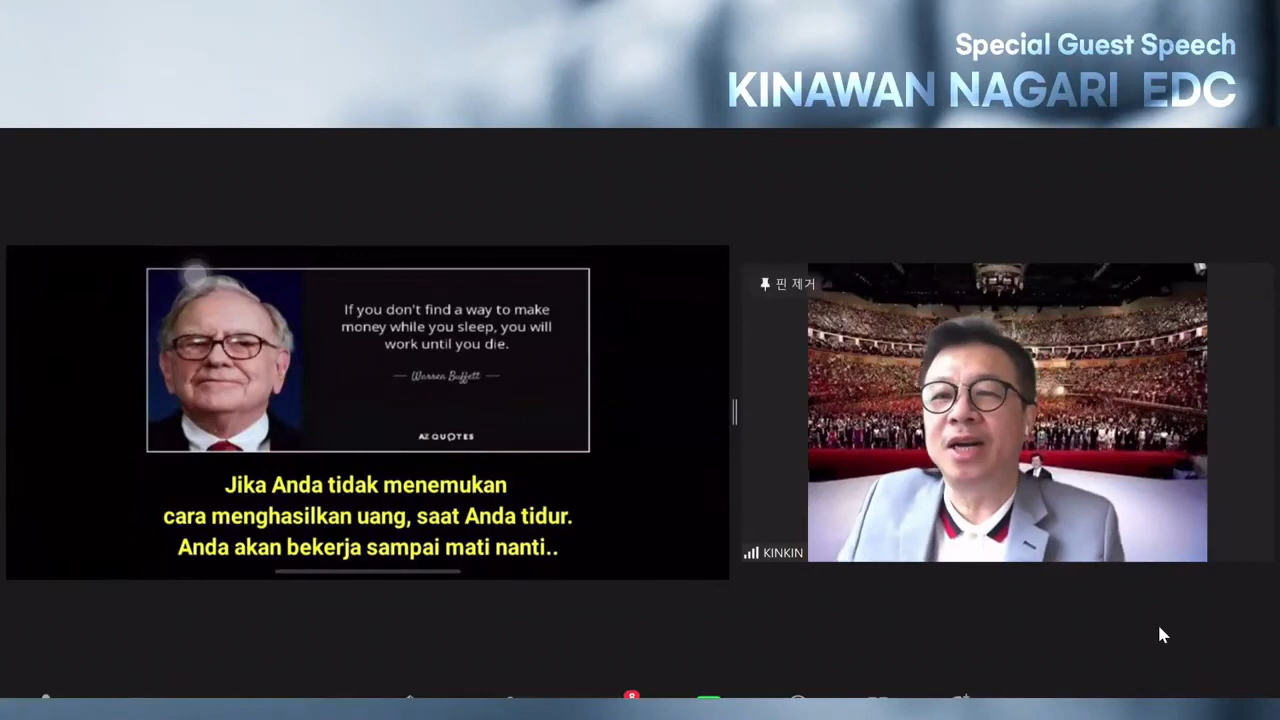 Special Guest Speech
KINAWAN NAGARI EDC
If you don't find a way to make
money while you sleep, you will
work until you die.
Warren Buffett
AZ QUOTES
Jika Anda tidak menemukan
cara menghasilkan uang, saat Anda tidur.
Anda akan bekerja sampai mati nanti..
핀 제거
KINKIN
8